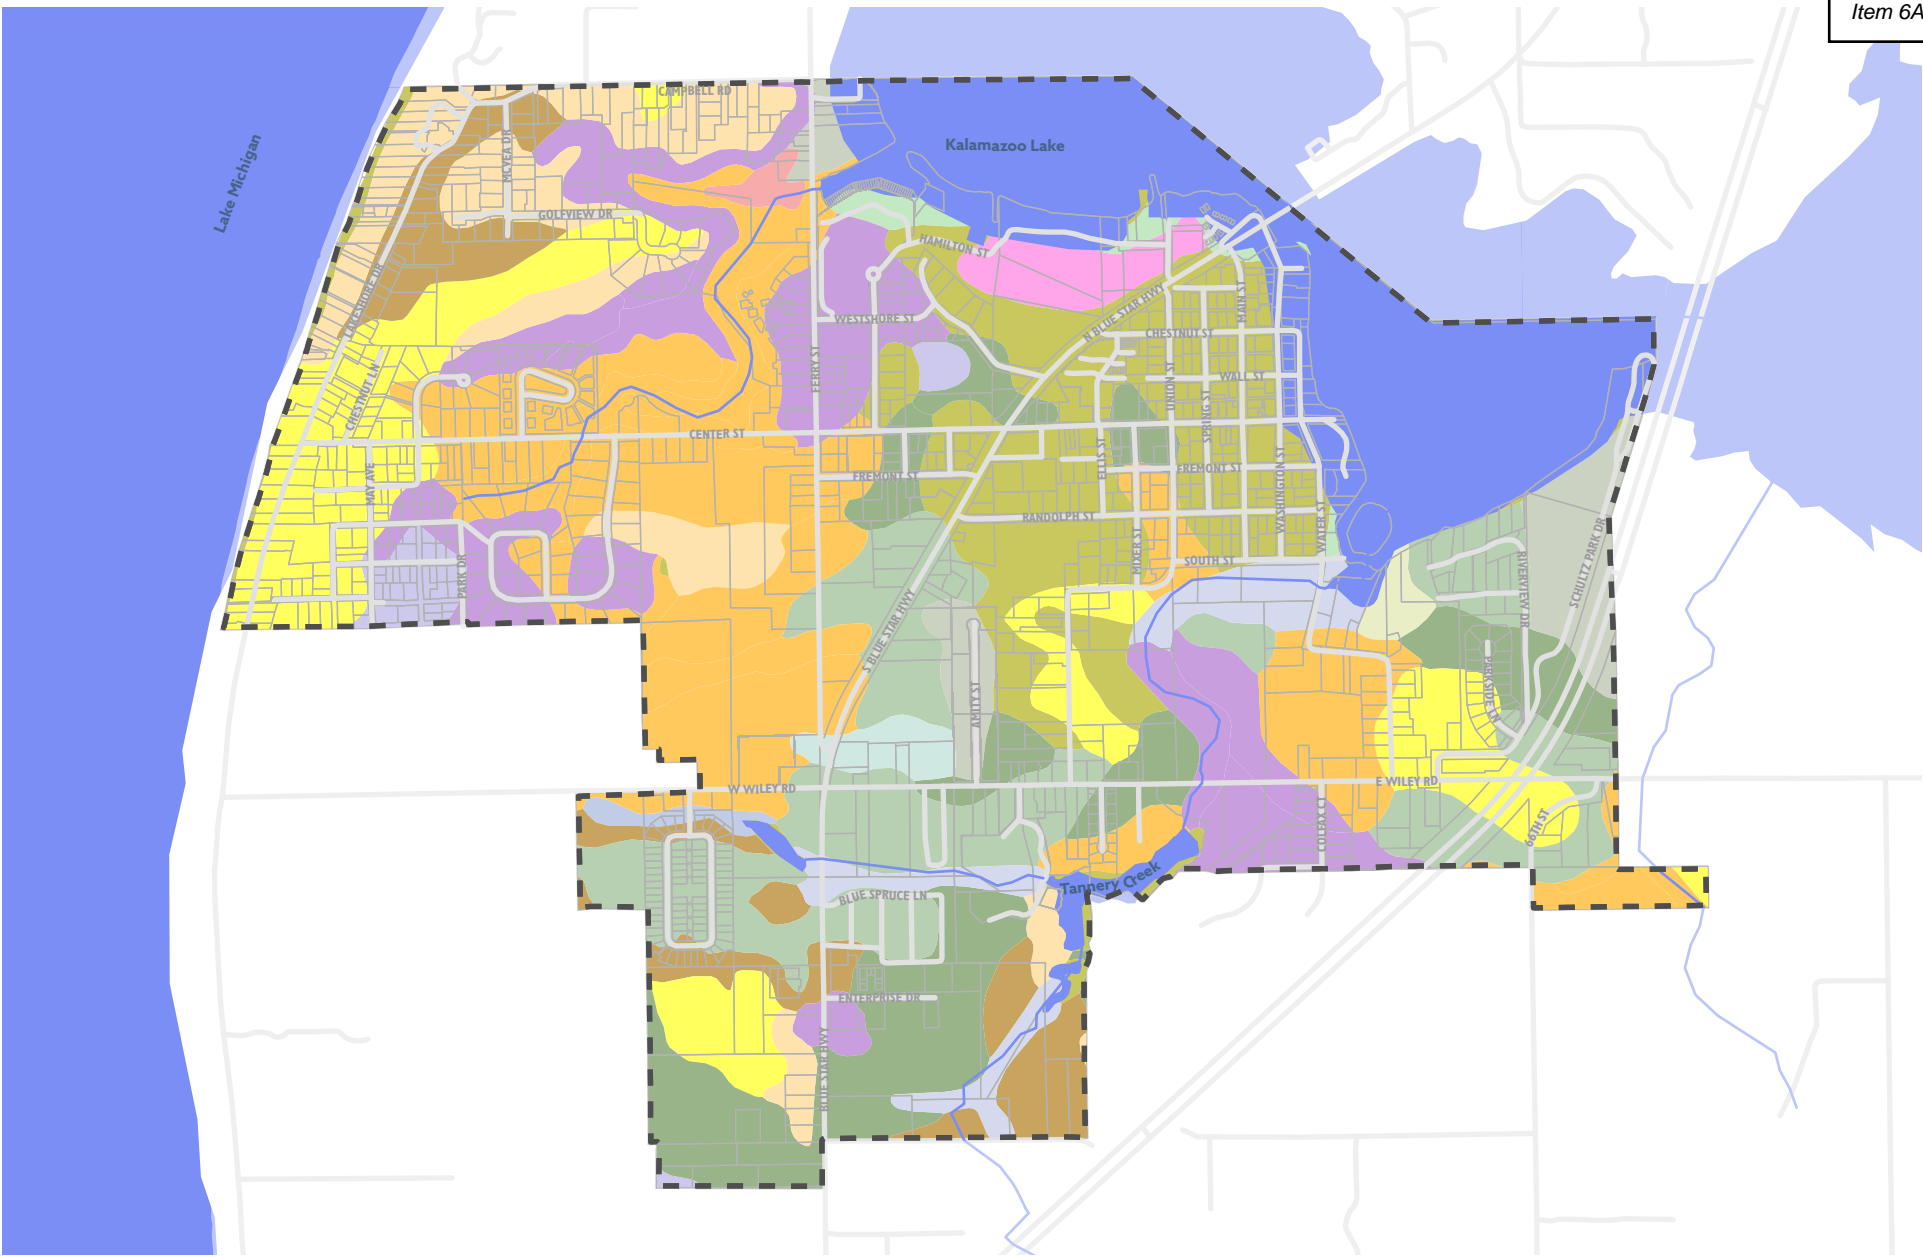 Item 6A
CAMPBELL RD
Kalamazoo Lake
Lake Michigan
MCVEA DR
GOLFVIEW DR
HAMILTON ST
LAKESHORE DR
N BLUE STAR HWY
MAIN ST
WESTSHORE ST
CHESTNUT ST
FERRY ST
CHESTNUT LN
WALL ST
UNION ST
SPRING ST
CENTER ST
MAY AVE
ELLIS ST
FREMONT ST
FREMONT ST
WASHINGTON ST
RANDOLPH ST
WATER ST
MIXER ST
SOUTH ST
PARK DR
RIVERVIEW DR
SCHULTZ PARK DR
S BLUE STAR HWY
PARKSIDE LN
AMITY ST
W WILEY RD
E WILEY RD
COLFAX CT
66TH ST
Tannery Creek
BLUE SPRUCE LN
ENTERPRISE DR
BLUE STAR HWY